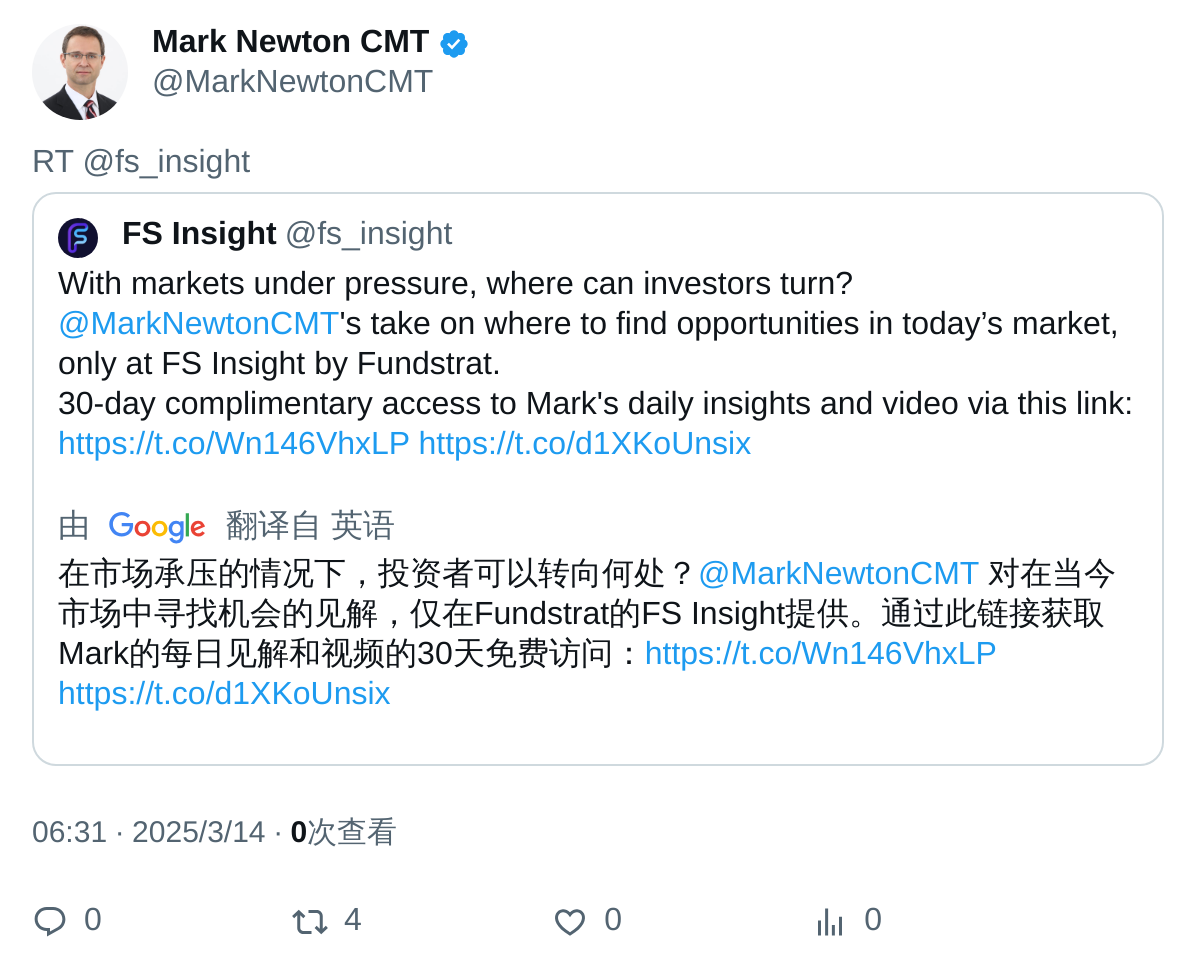 Mark Newton CMT
@MarkNewtonCMT
RT @fs_insight
FS Insight @fs_insight
With markets under pressure, where can investors turn?
@MarkNewtonCMT's take on where to find opportunities in today’s market,
only at FS Insight by Fundstrat.
30-day complimentary access to Mark's daily insights and video via this link:
https://t.co/Wn146VhxLP https://t.co/d1XKoUnsix
由 Google 翻译自 英语
在市场承压的情况下，投资者可以转向何处？@MarkNewtonCMT 对在当今
市场中寻找机会的见解，仅在Fundstrat的FS Insight提供。通过此链接获取
Mark的每日见解和视频的30天免费访问：https://t.co/Wn146VhxLP
https://t.co/d1XKoUnsix
06:31 · 2025/3/14 · 0次查看
0 4 0 0